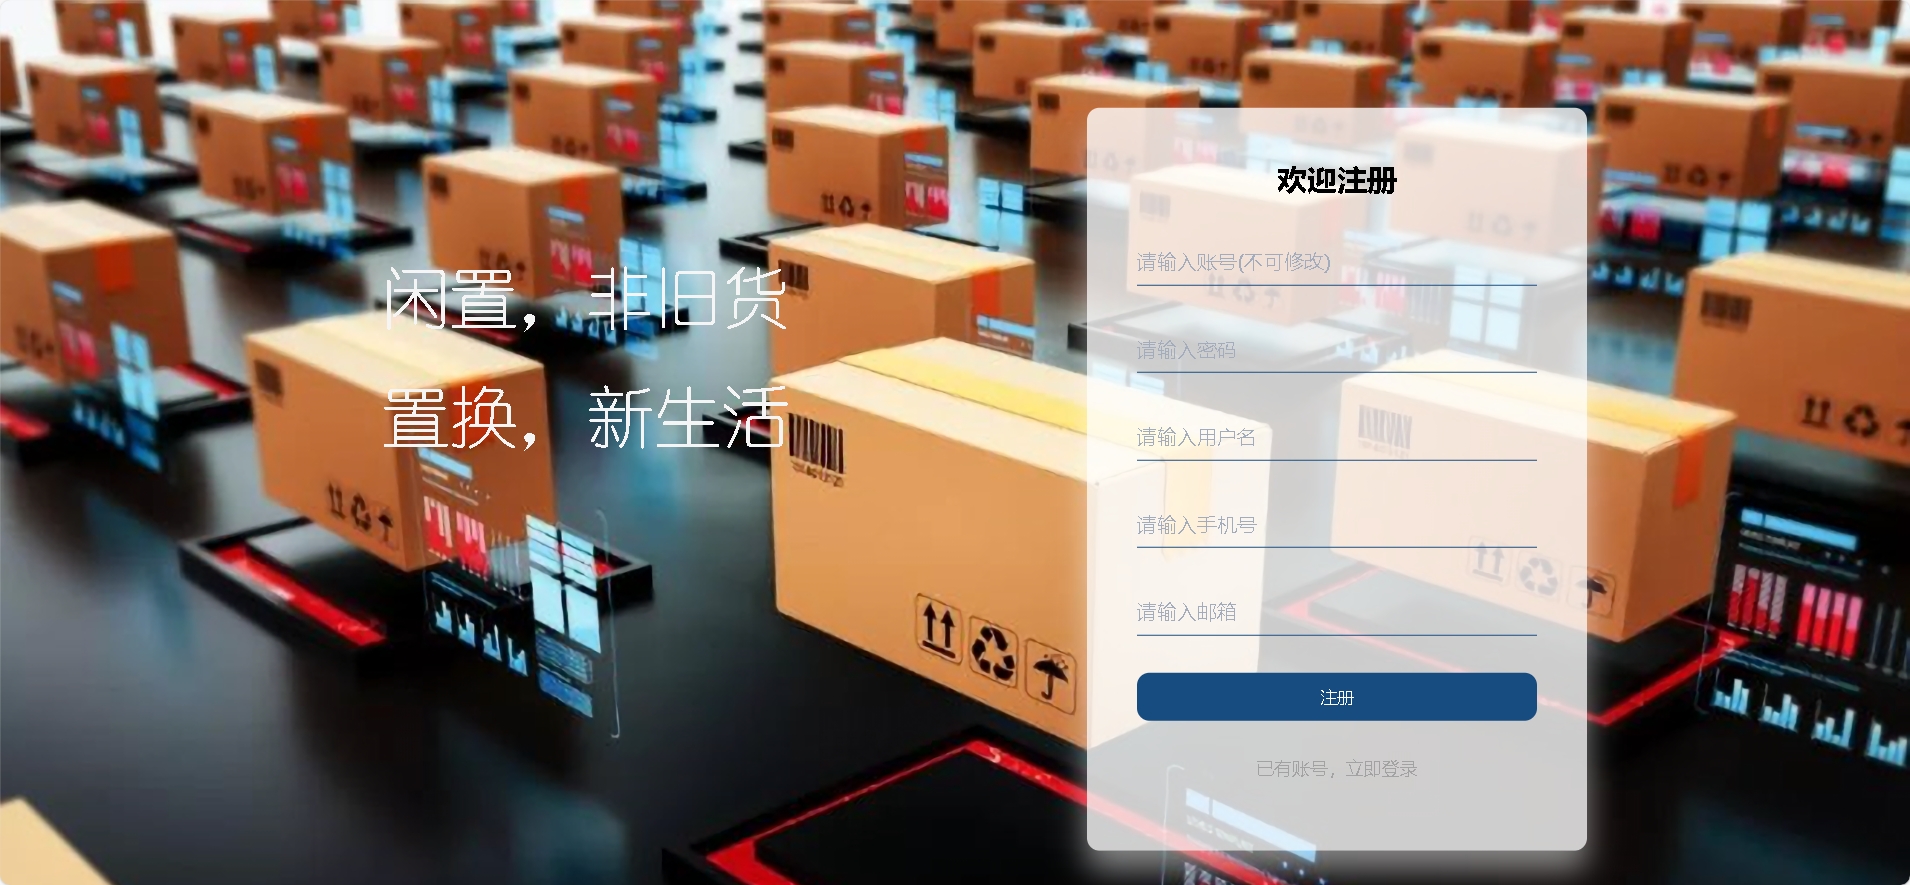 闲置，非旧货
置换，新生活
欢迎注册
请输入账号(不可修改)
请输入密码
请输入用户名
请输入手机号
请输入邮箱
注册
已有账号，立即登录